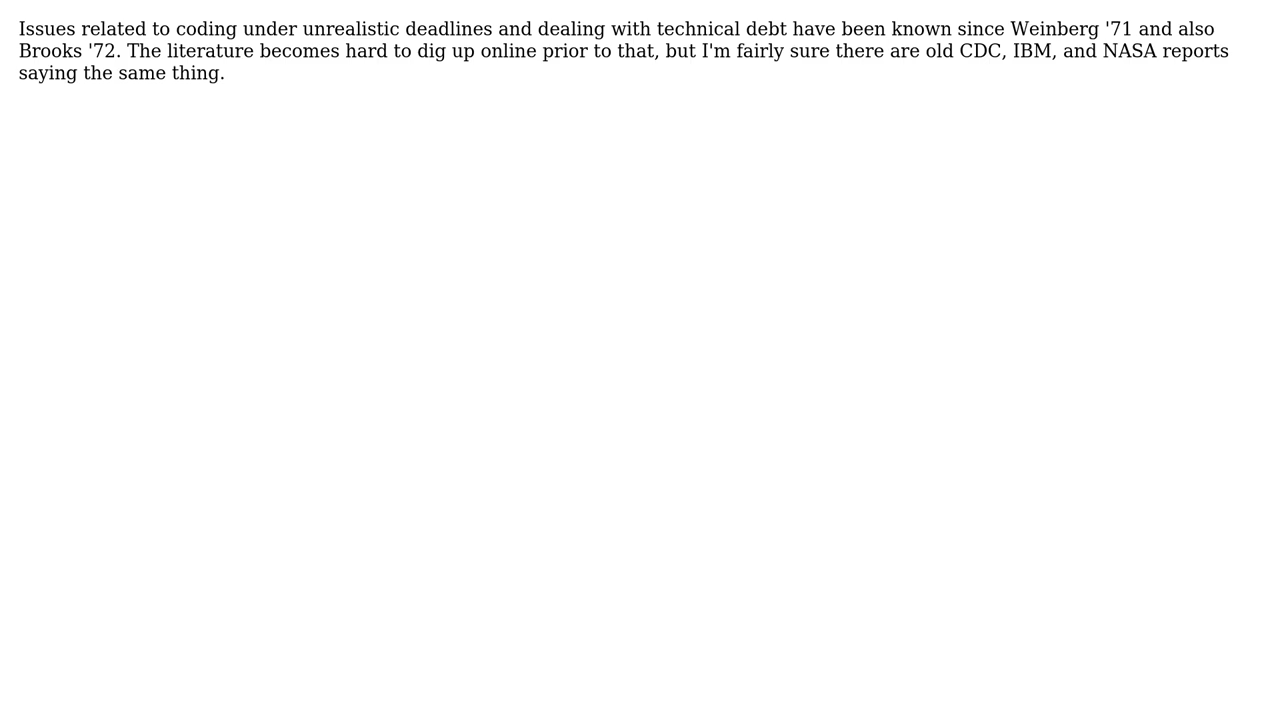 Issues related to coding under unrealistic deadlines and dealing with technical debt have been known since Weinberg '71 and also
Brooks '72. The literature becomes hard to dig up online prior to that, but I'm fairly sure there are old CDC, IBM, and NASA reports
saying the same thing.